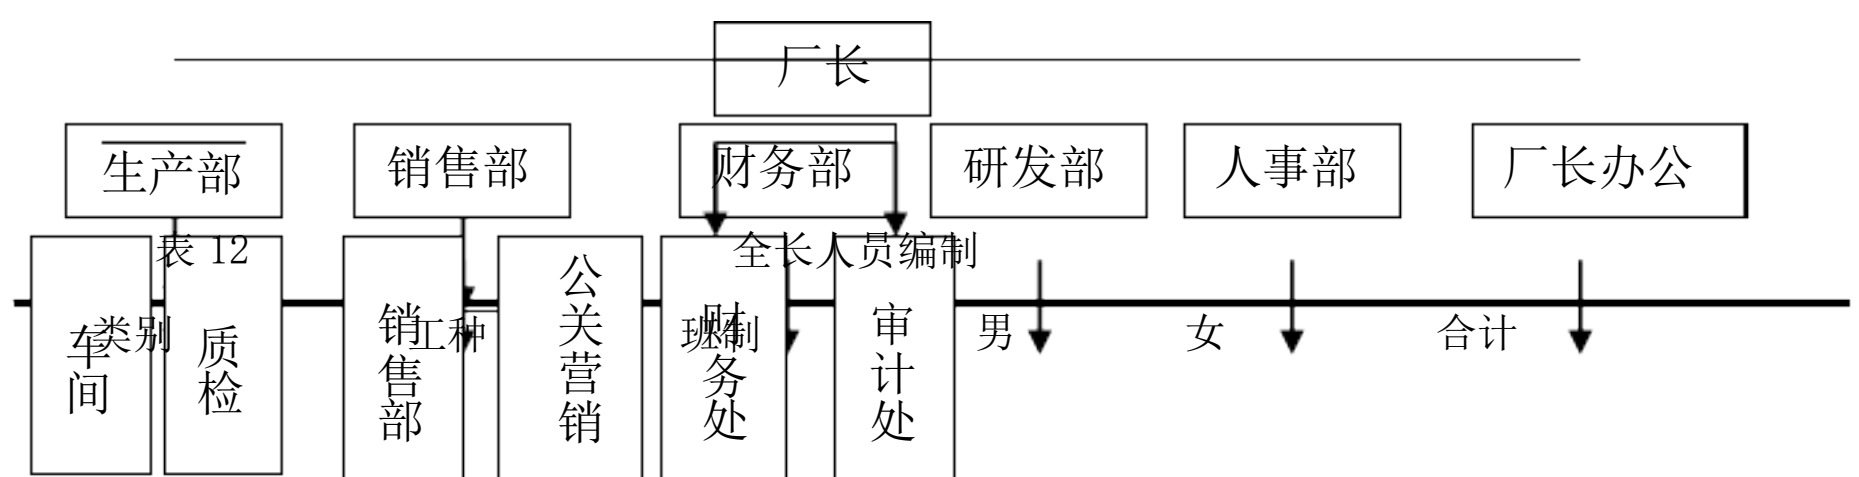 厂长
生产部 销售部 财务部 研发部 人事部 厂长办公
表 12 全长人员编制
类别 工种 班制 男 女 合计
车间
质检
销售部
公关营销
财务处
审计处